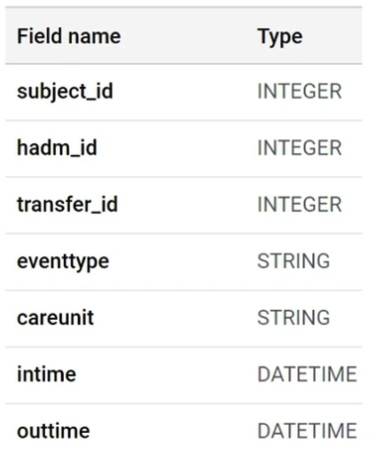 Field name Type
subject_id INTEGER
hadm_id INTEGER
transfer_id INTEGER
eventtype STRING
careunit STRING
intime DATETIME
outtime DATETIME